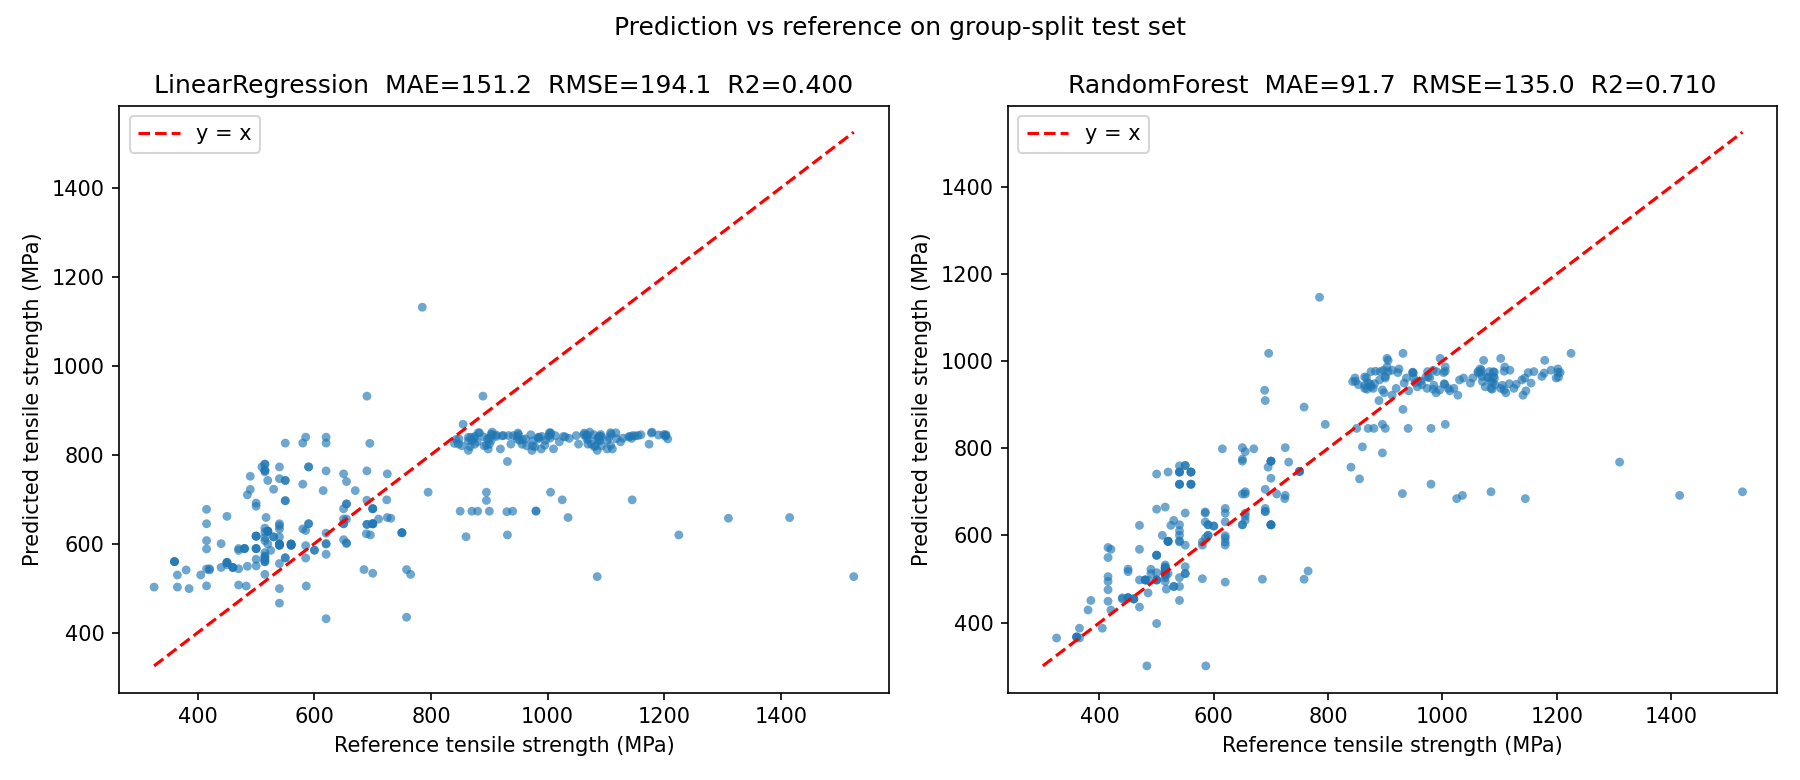 Prediction vs reference on group-split test set
LinearRegression  MAE=151.2  RMSE=194.1  R2=0.400
y = x
1400
1200
1000
800
600
400
Predicted tensile strength (MPa)
400 600 800 1000 1200 1400
Reference tensile strength (MPa)
RandomForest  MAE=91.7  RMSE=135.0  R2=0.710
y = x
1400
1200
1000
800
600
400
Predicted tensile strength (MPa)
400 600 800 1000 1200 1400
Reference tensile strength (MPa)